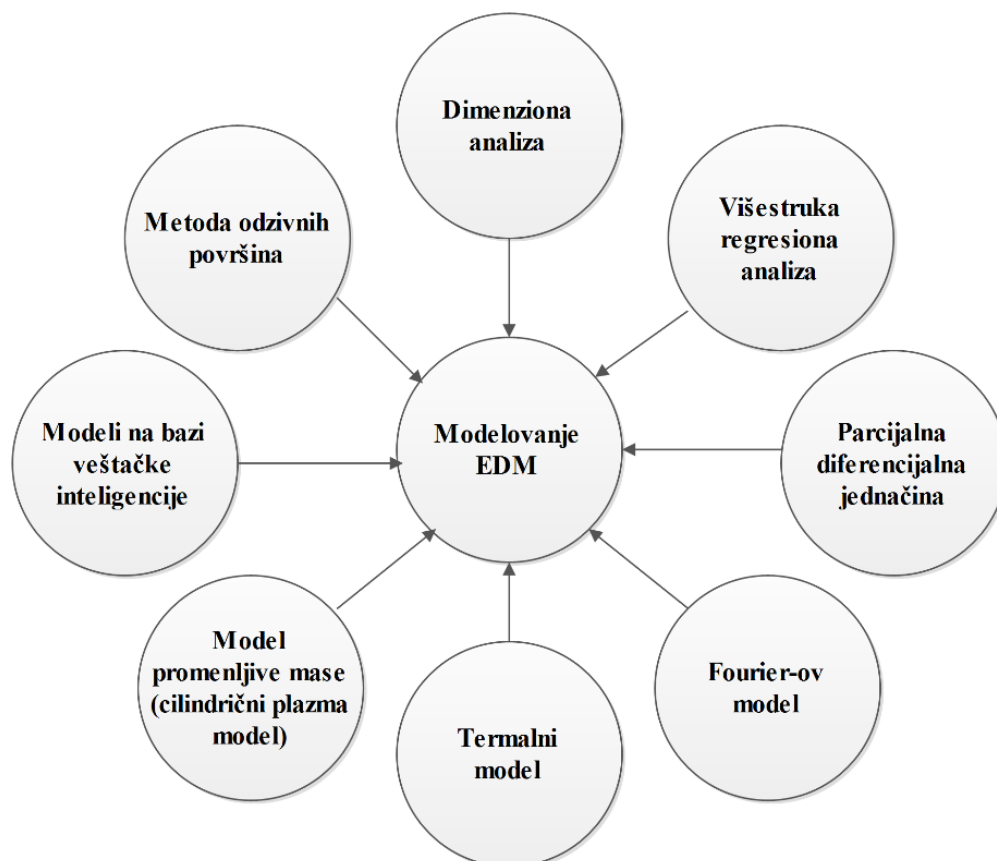 Dimenziona
analiza
Metoda odzivnih
površina
Višestruka
regresiona
analiza
Modeli na bazi
veštačke
inteligencije
Modelovanje
EDM
Parcijalna
diferencijalna
jednačina
Model
promenljive mase
(cilindrični plazma
model)
Termalni
model
Fourier-ov
model